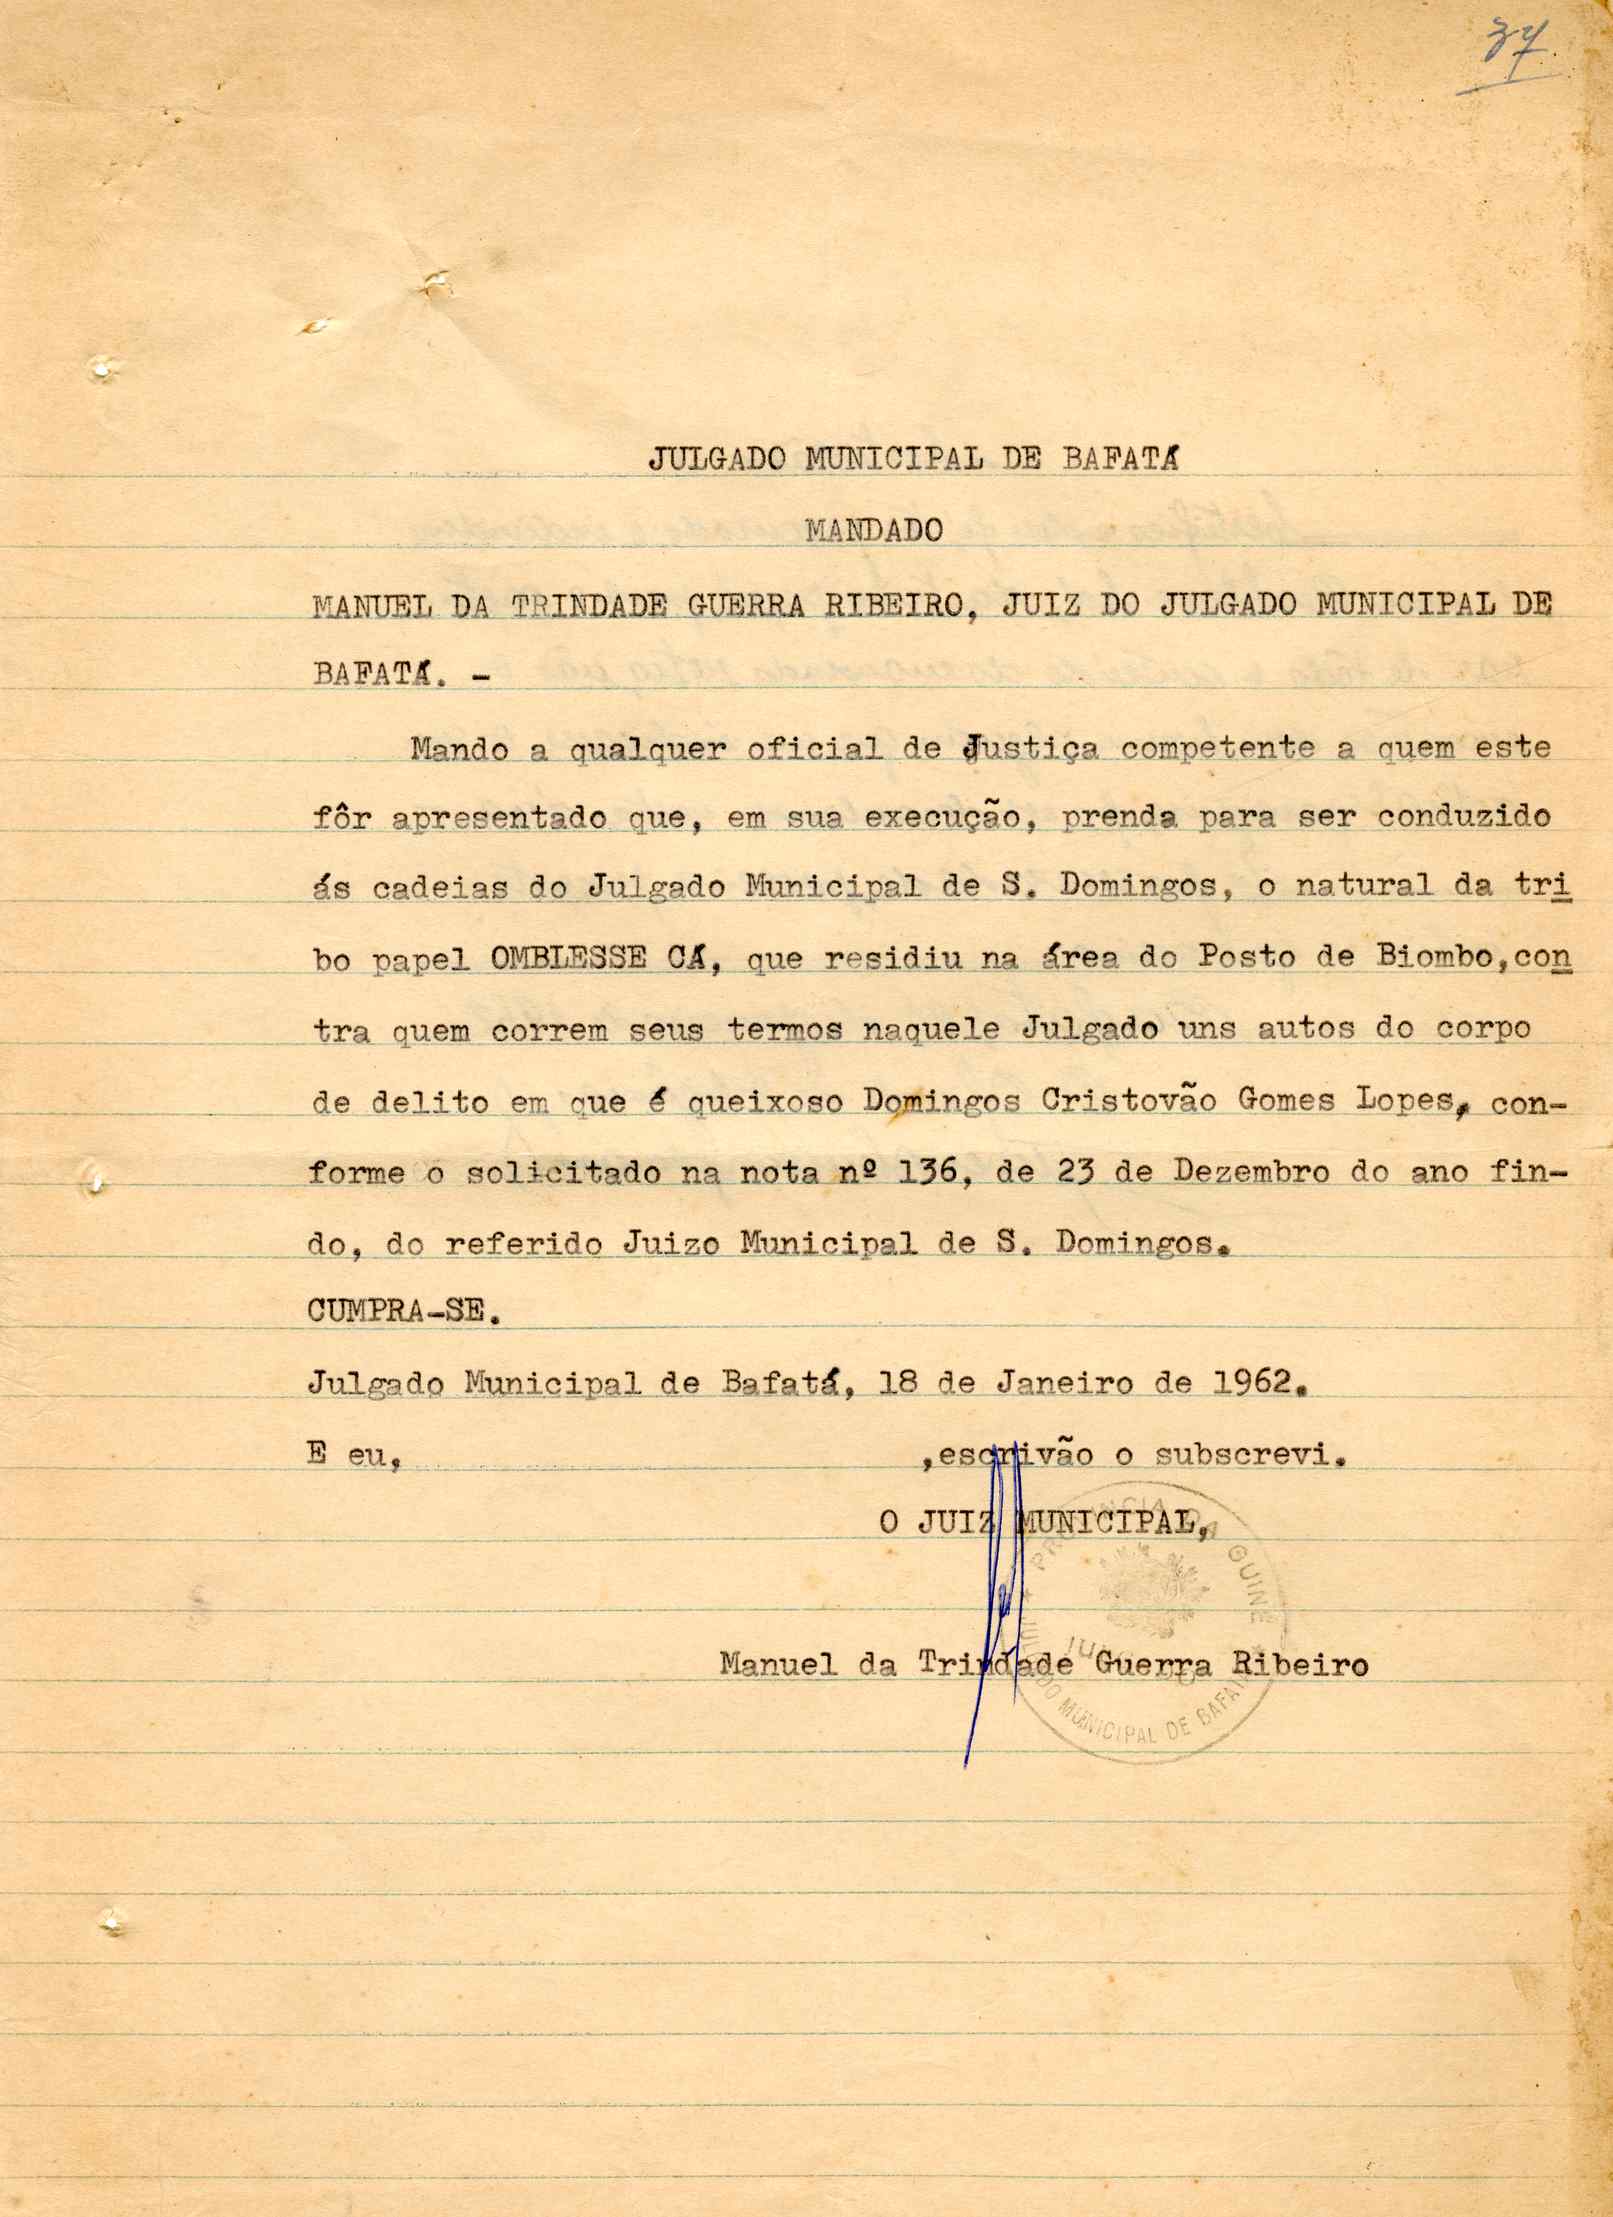 37
JULGADO MUNICIPAL DE BAFATÁ
MANDADO
MANUEL DA TRINDADE GUERRA RIBEIRO, JUIZ DO JULGADO MUNICIPAL DE
BAFATÁ. -
Mando a qualquer oficial de Justiça competente a quem este
fôr apresentado que, em sua execução, prenda para ser conduzido
ás cadeias do Julgado Municipal de S. Domingos, o natural da tri
bo papel OMBLESSE CÁ, que residiu na área do Posto de Biombo,con
tra quem correm seus termos naquele Julgado uns autos do corpo
de delito em que é queixoso Domingos Cristovão Gomes Lopes, con-
forme o solicitado na nota nº 136, de 23 de Dezembro do ano fin-
do, do referido Juizo Municipal de S. Domingos.
CUMPRA-SE.
Julgado Municipal de Bafatá, 18 de Janeiro de 1962.
E eu, ,escrivão o subscrevi.
O JUIZ MUNICIPAL,
PROVINCIA DA GUINÉ
Manuel da Trindade Guerra Ribeiro
JULGADO MUNICIPAL DE BAFATÁ